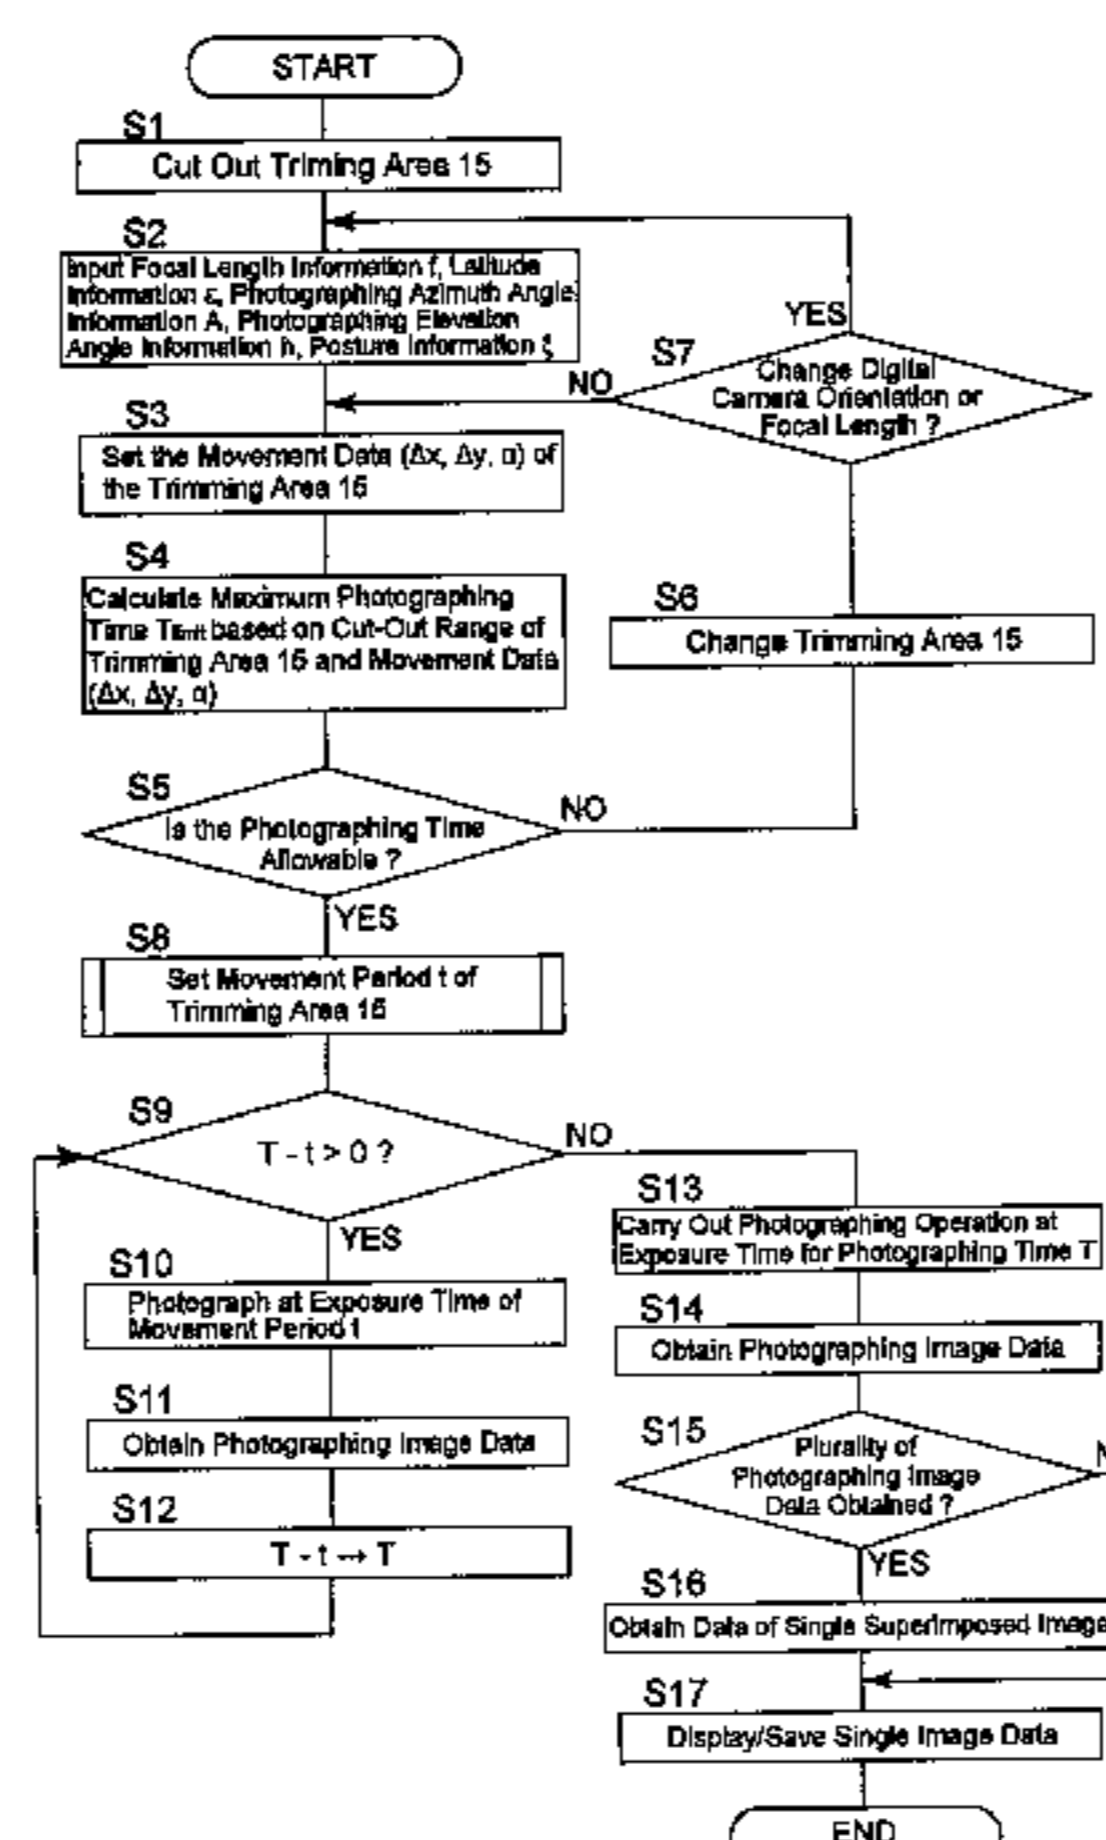 START
S1
Cut Out Triming Area 15
S2
Input Focal Length Information f, Latitude
Information ε, Photographing Azimuth Angle
Information A, Photographing Elevation
Angle Information h, Posture Information ξ
S3
Set the Movement Data (Δx, Δy, α) of
the Trimming Area 15
S4
Calculate Maximum Photographing
Time Tlimit based on Cut-Out Range of
Trimming Area 15 and Movement Data
(Δx, Δy, α)
S5
Is the Photographing Time
Allowable ?
NO
YES
S6
Change Trimming Area 15
S7
Change Digital
Camera Orientation or
Focal Length ?
YES
NO
S8
Set Movement Period t of
Trimming Area 15
S9
T - t > 0 ?
NO
YES
S10
Photograph at Exposure Time of
Movement Period t
S11
Obtain Photographing Image Data
S12
T - t → T
S13
Carry Out Photographing Operation at
Exposure Time for Photographing Time T
S14
Obtain Photographing Image Data
S15
Plurality of
Photographing Image
Data Obtained ?
YES
S16
Obtain Data of Single Superimposed Image
S17
Display/Save Single Image Data
END